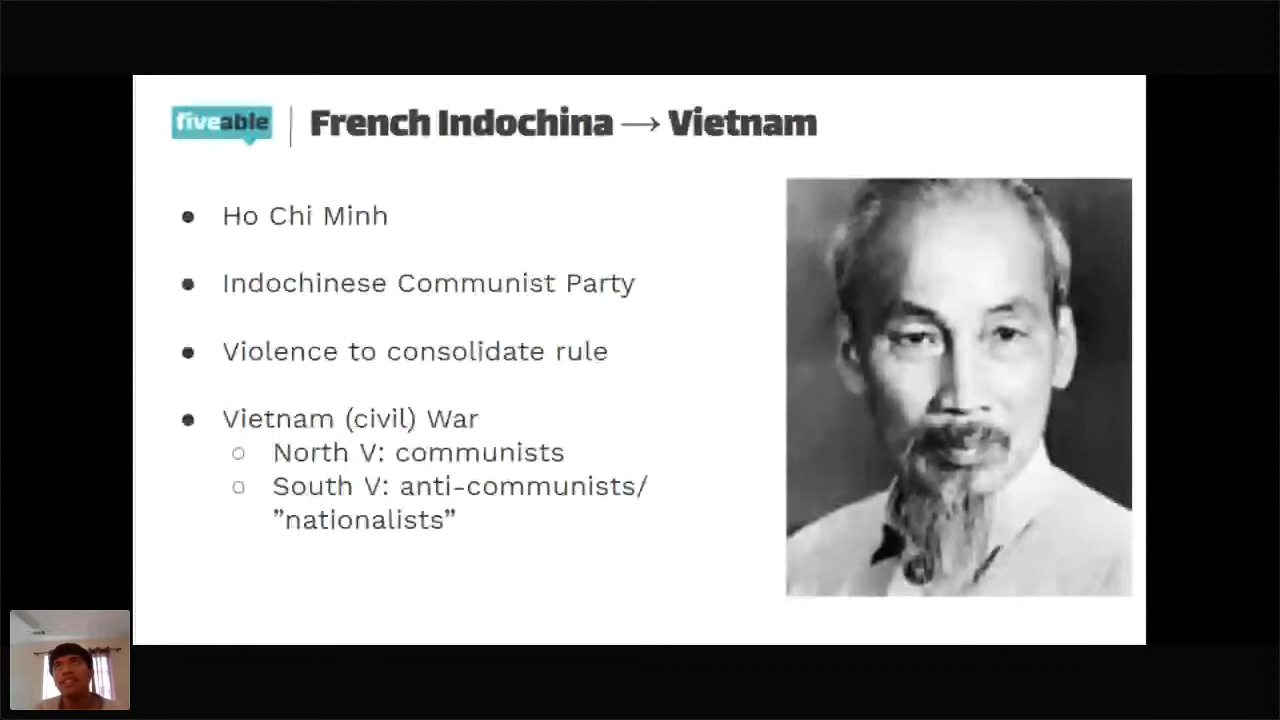 fiveable
French Indochina → Vietnam
● Ho Chi Minh
● Indochinese Communist Party
● Violence to consolidate rule
● Vietnam (civil) War
○ North V: communists
○ South V: anti-communists/
”nationalists”